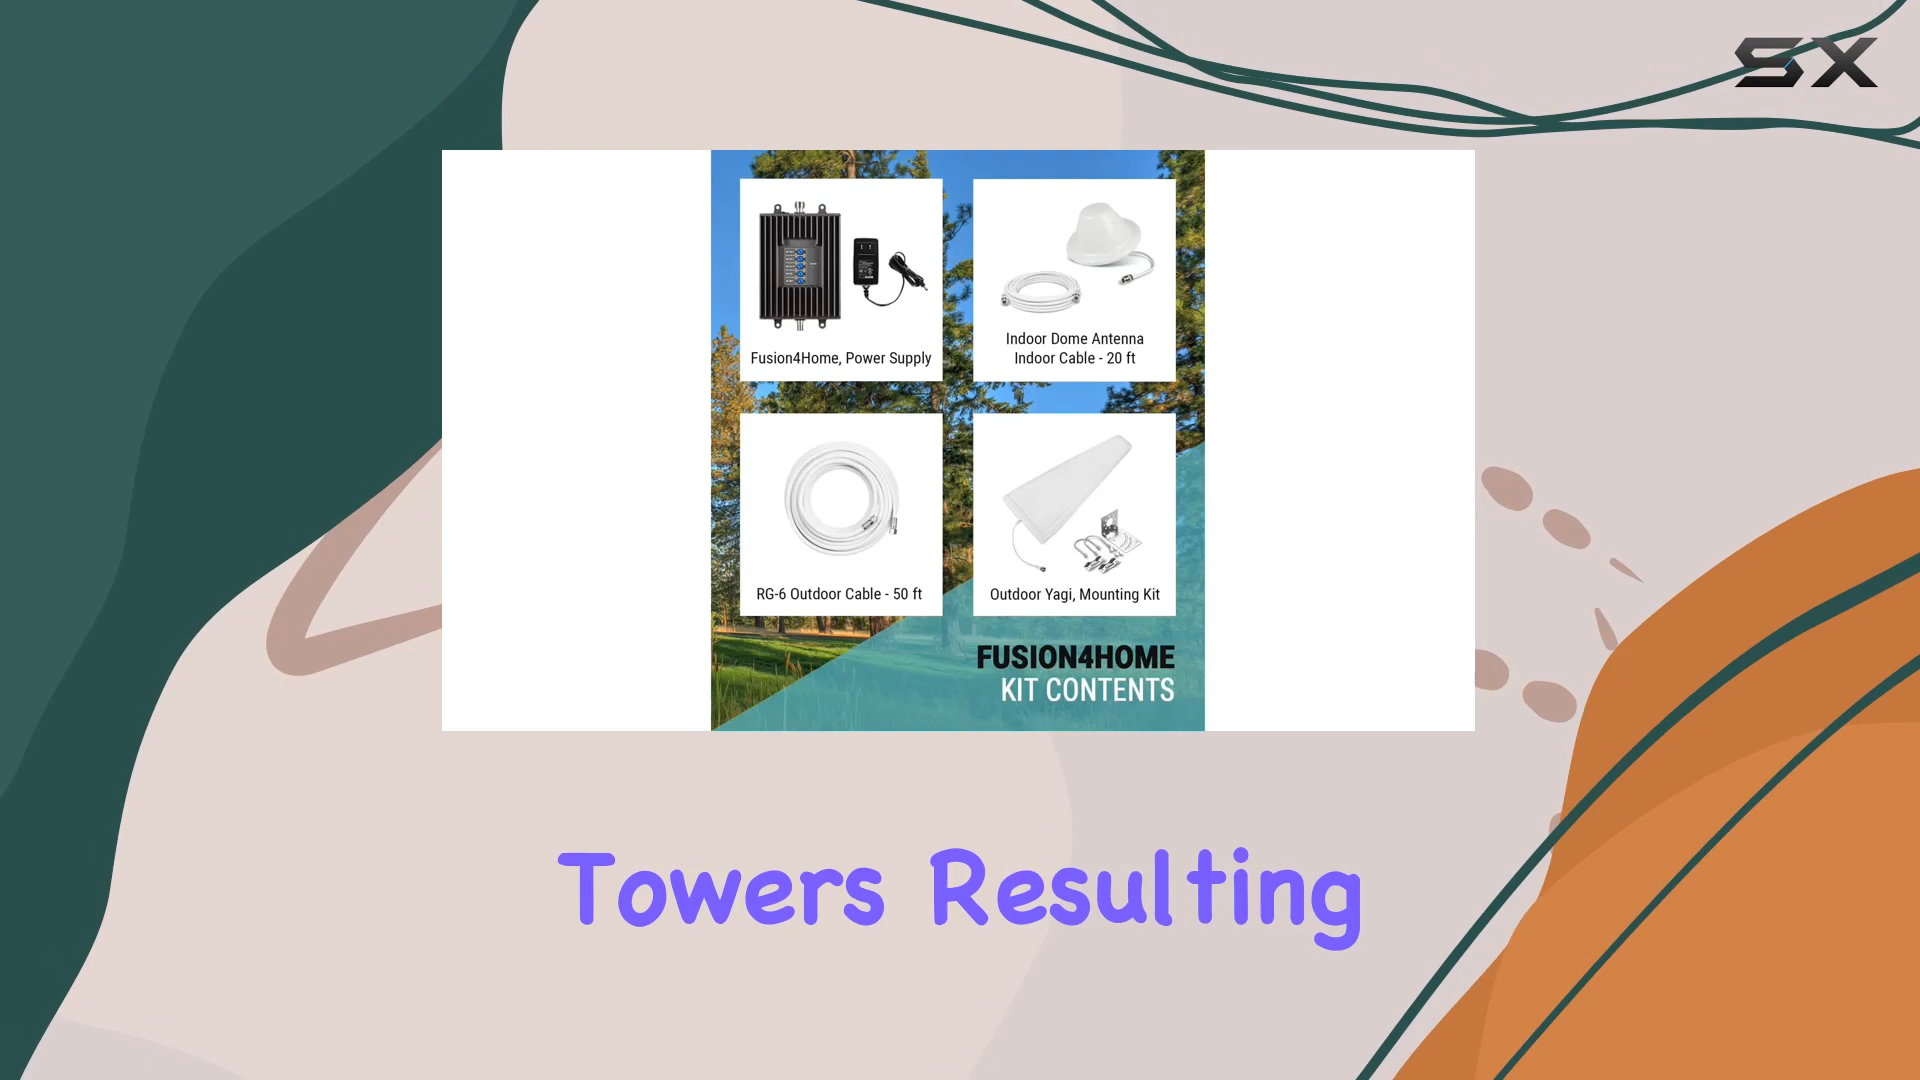 SX
Fusion4Home, Power Supply
Indoor Dome Antenna
Indoor Cable - 20 ft
RG-6 Outdoor Cable - 50 ft
Outdoor Yagi, Mounting Kit
FUSION4HOME
KIT CONTENTS
Towers Resulting